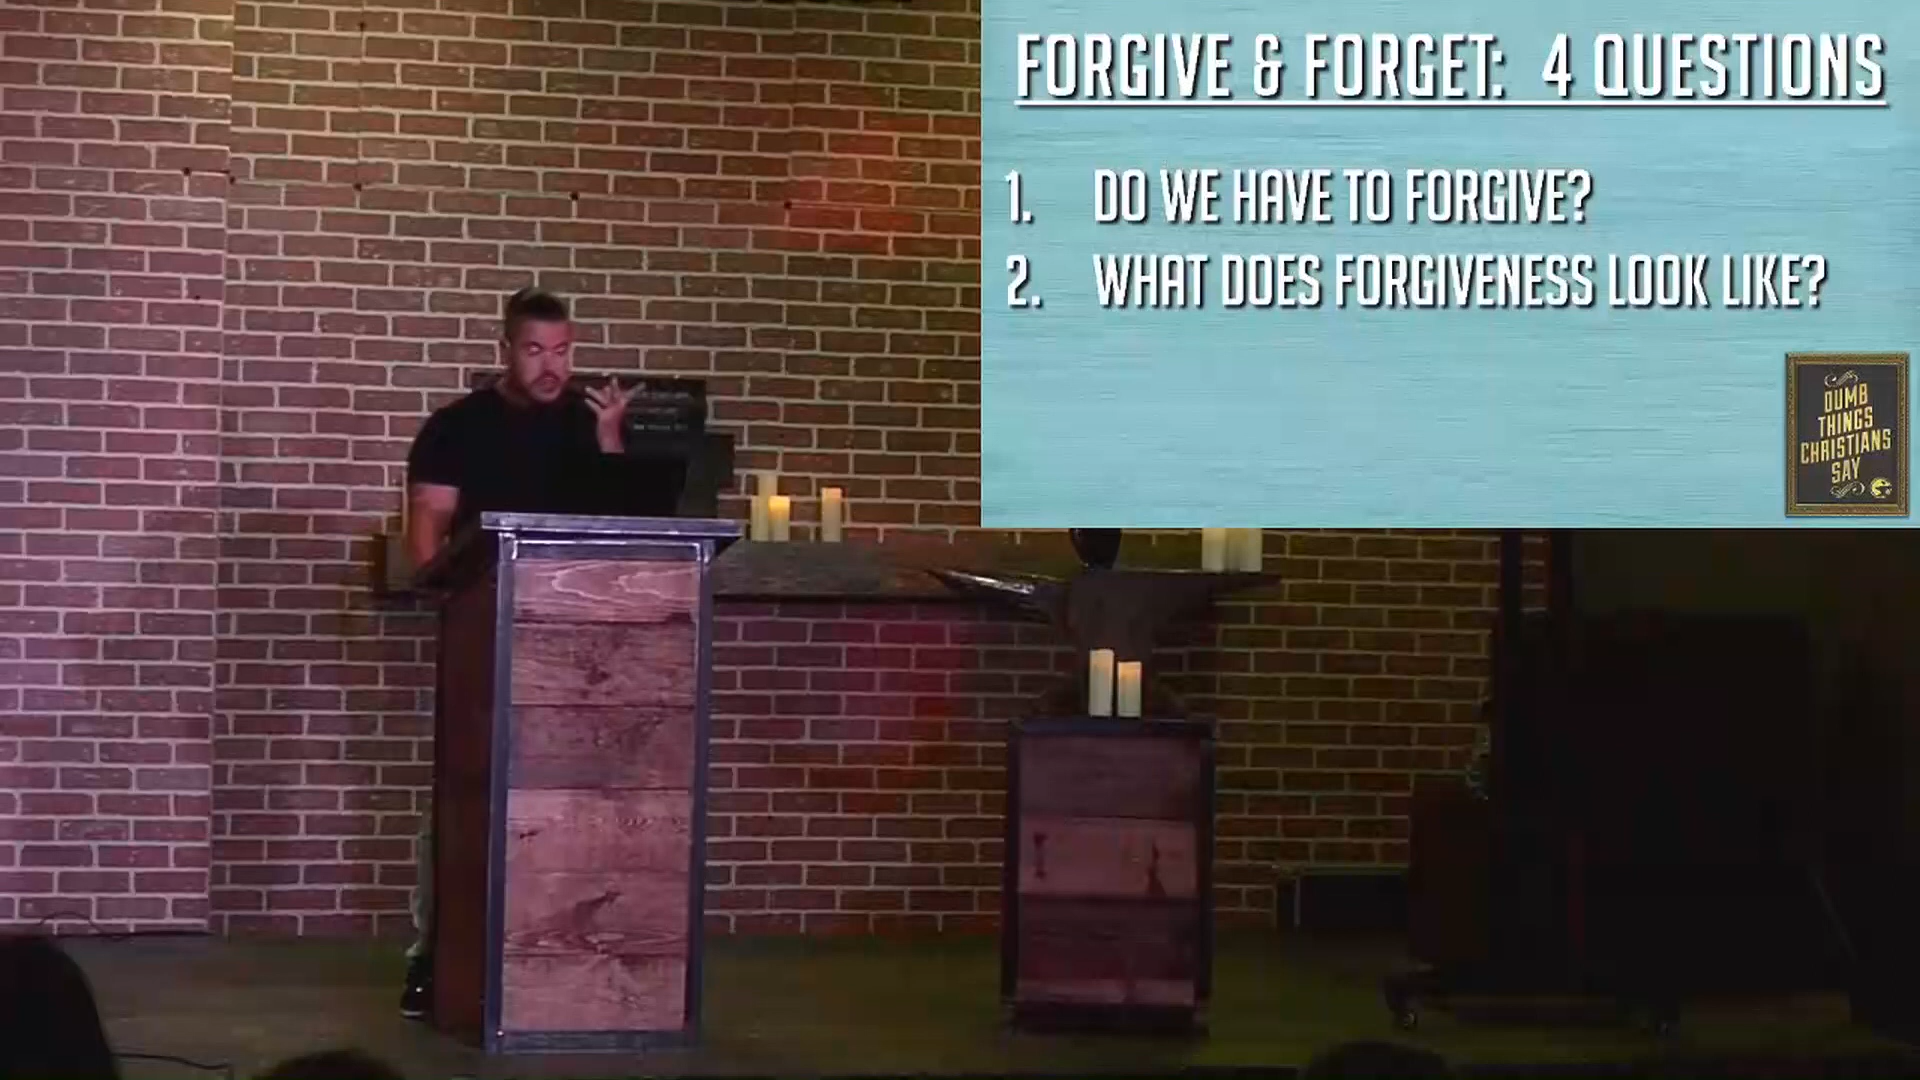 FORGIVE & FORGET: 4 QUESTIONS
1. DO WE HAVE TO FORGIVE?
2. WHAT DOES FORGIVENESS LOOK LIKE?
DUMB
THINGS
CHRISTIANS
SAY